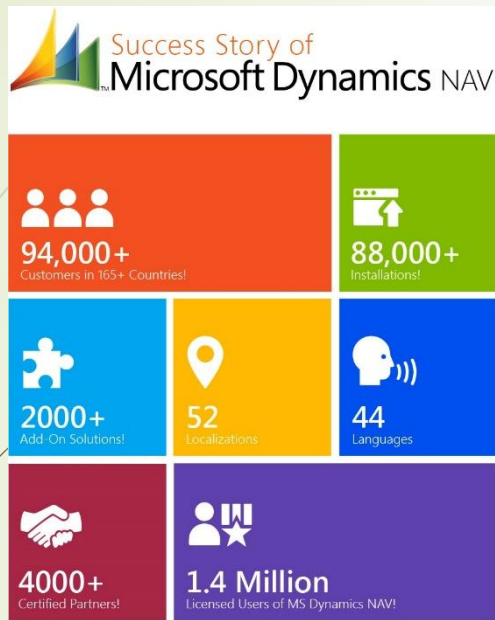 Success Story of
Microsoft Dynamics NAV
TM
94,000+
Customers in 165+ Countries!
88,000+
Installations!
2000+
Add-On Solutions!
52
Localizations
44
Languages
4000+
Certified Partners!
1.4 Million
Licensed Users of MS Dynamics NAV!